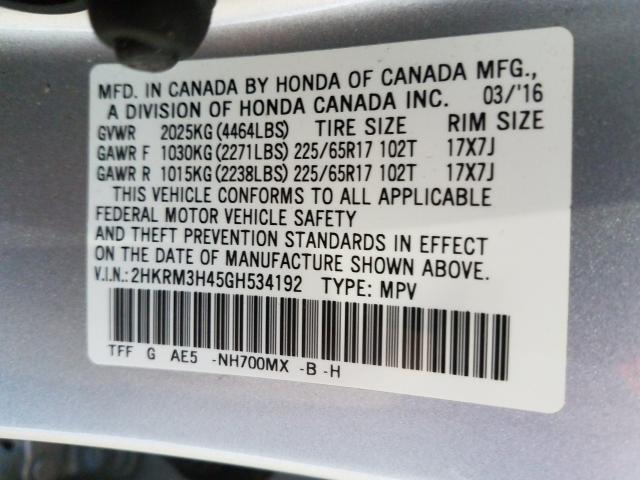 MFD. IN CANADA BY HONDA OF CANADA MFG.,
A DIVISION OF HONDA CANADA INC. 03/'16
GVWR 2025KG(4464LBS) TIRE SIZE RIM SIZE
GAWR F 1030KG(2271LBS) 225/65R17 102T 17X7J
GAWR R 1015KG(2238LBS) 225/65R17 102T 17X7J
THIS VEHICLE CONFORMS TO ALL APPLICABLE
FEDERAL MOTOR VEHICLE SAFETY
AND THEFT PREVENTION STANDARDS IN EFFECT
ON THE DATE OF MANUFACTURE SHOWN ABOVE.
V.I.N.: 2HKRM3H45GH534192 TYPE: MPV
TFF G AE5 -NH700MX -B -H